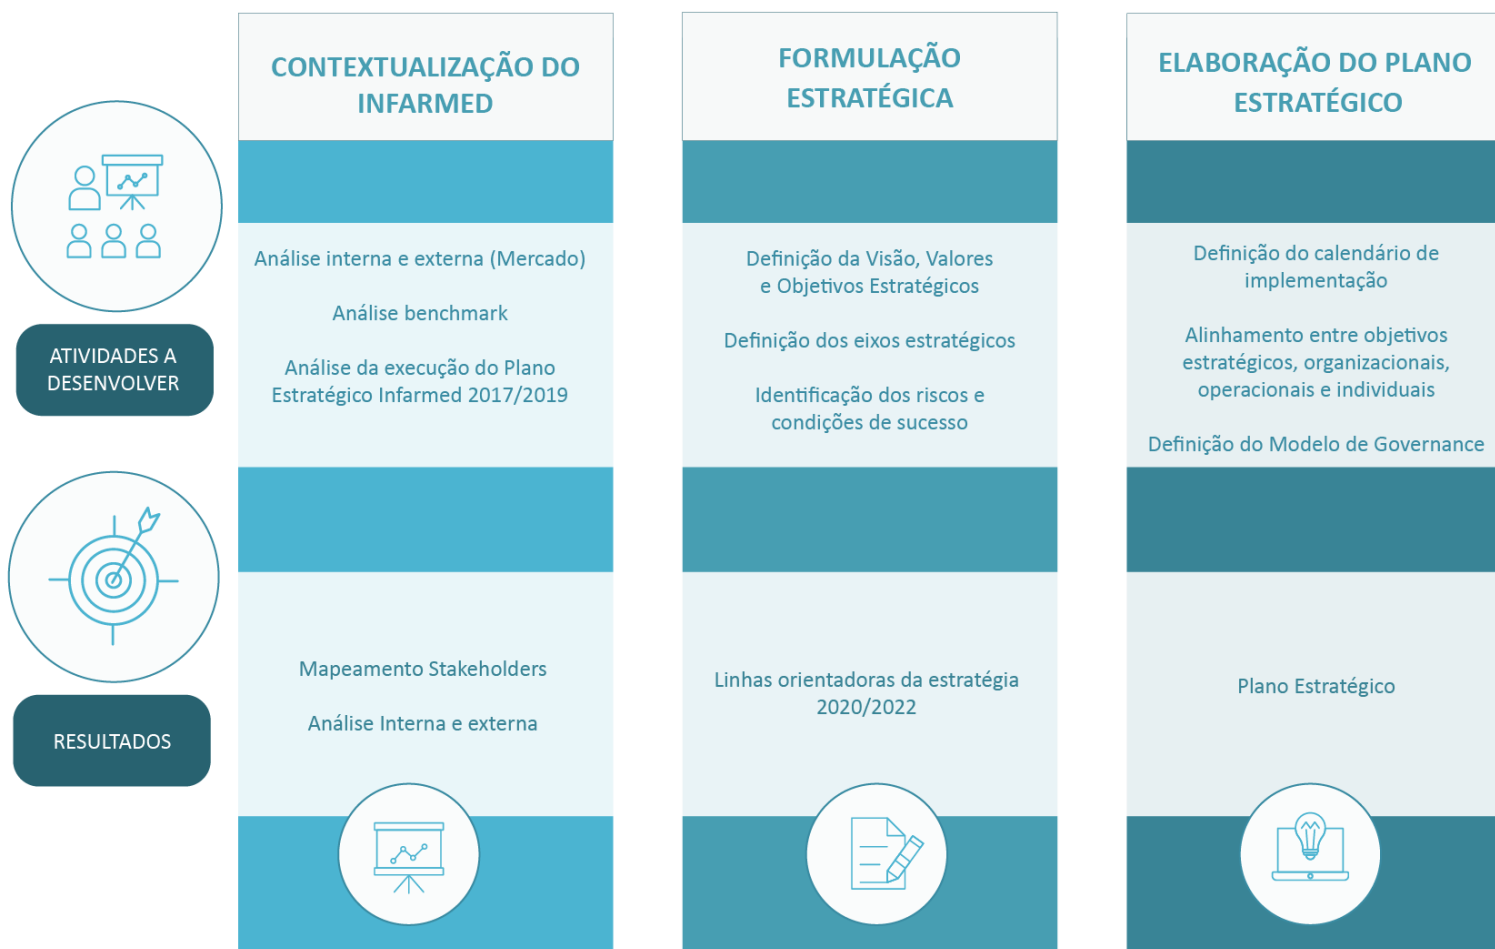 CONTEXTUALIZAÇÃO DO
INFARMED
FORMULAÇÃO
ESTRATÉGICA
ELABORAÇÃO DO PLANO
ESTRATÉGICO
ATIVIDADES A
DESENVOLVER
Análise interna e externa (Mercado)
Análise benchmark
Análise da execução do Plano
Estratégico Infarmed 2017/2019
Definição da Visão, Valores
e Objetivos Estratégicos
Definição dos eixos estratégicos
Identificação dos riscos e
condições de sucesso
Definição do calendário de
implementação
Alinhamento entre objetivos
estratégicos, organizacionais,
operacionais e individuais
Definição do Modelo de Governance
RESULTADOS
Mapeamento Stakeholders
Análise Interna e externa
Linhas orientadoras da estratégia
2020/2022
Plano Estratégico